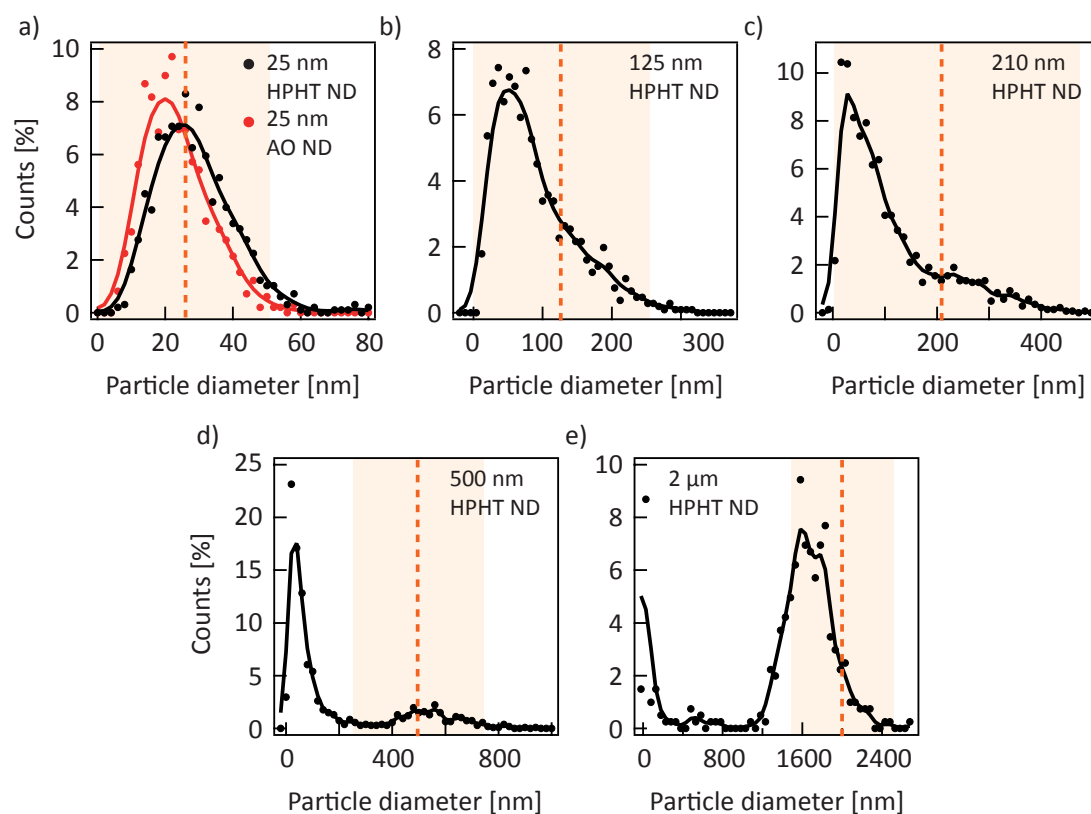 a)
10
8
6
4
2
0
Counts [%]
25 nm
HPHT ND
25 nm
AO ND
0 20 40 60 80
Particle diameter [nm]
b)
8
6
4
2
0
125 nm
HPHT ND
0 100 200 300
Particle diameter [nm]
c)
10
8
6
4
2
0
210 nm
HPHT ND
0 200 400
Particle diameter [nm]
d)
25
20
15
10
5
0
Counts [%]
500 nm
HPHT ND
0 400 800
Particle diameter [nm]
e)
10
8
6
4
2
0
2 μm
HPHT ND
0 800 1600 2400
Particle diameter [nm]